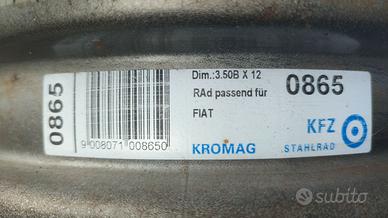 0865
9 008071 008650
Dim.:3.50B X 12
RAd passend für
FIAT
KROMAG
0865
KFZ
STAHLRAD
subito